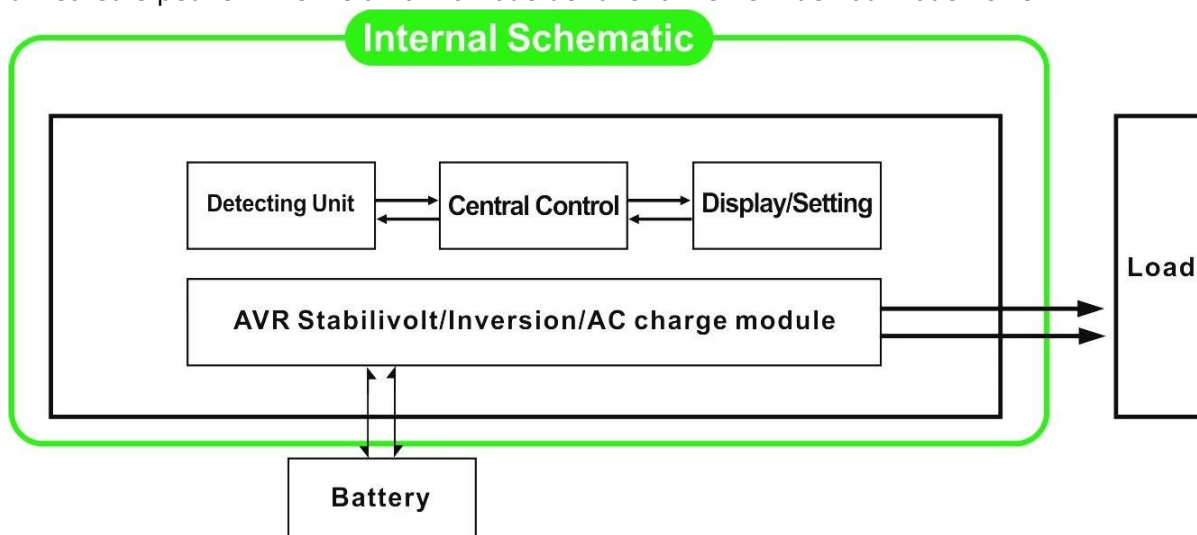 Internal Schematic
Detecting Unit
Central Control
Display/Setting
Load
AVR Stabilivolt/Inversion/AC charge module
Battery